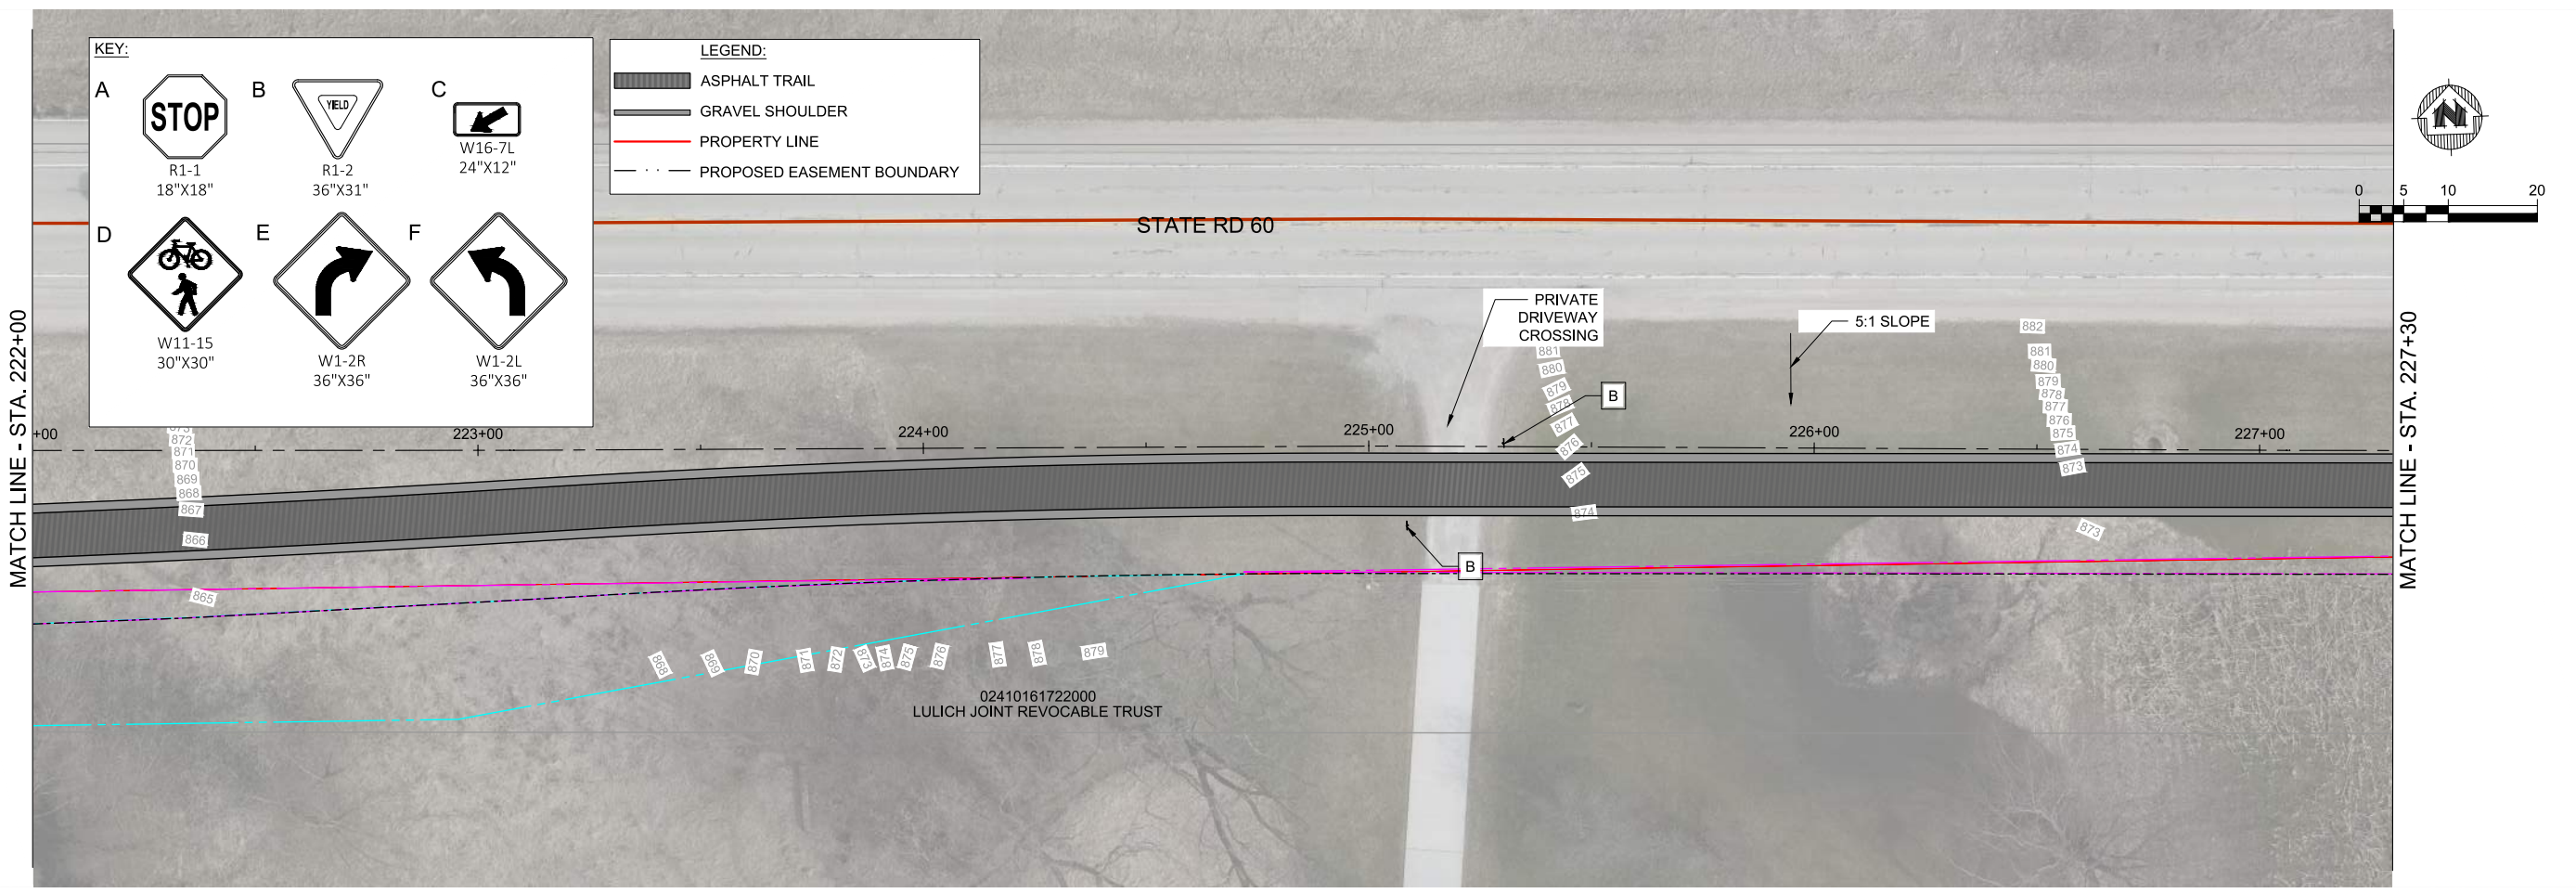 KEY:
A
STOP
R1-1
18"X18"
B
YIELD
R1-2
36"X31"
C
W16-7L
24"X12"
D
W11-15
30"X30"
E
W1-2R
36"X36"
F
W1-2L
36"X36"
LEGEND:
ASPHALT TRAIL
GRAVEL SHOULDER
PROPERTY LINE
PROPOSED EASEMENT BOUNDARY
N
0 5 10 20
STATE RD 60
MATCH LINE - STA. 222+00
MATCH LINE - STA. 227+30
PRIVATE
DRIVEWAY
CROSSING
5:1 SLOPE
B
B
+00
223+00
224+00
225+00
226+00
227+00
873
872
871
870
869
868
867
866
865
881
880
879
878
877
876
875
874
882
881
880
879
878
877
876
875
874
873
873
868
869
870
871
872
873
874
875
876
877
878
879
02410161722000
LULICH JOINT REVOCABLE TRUST